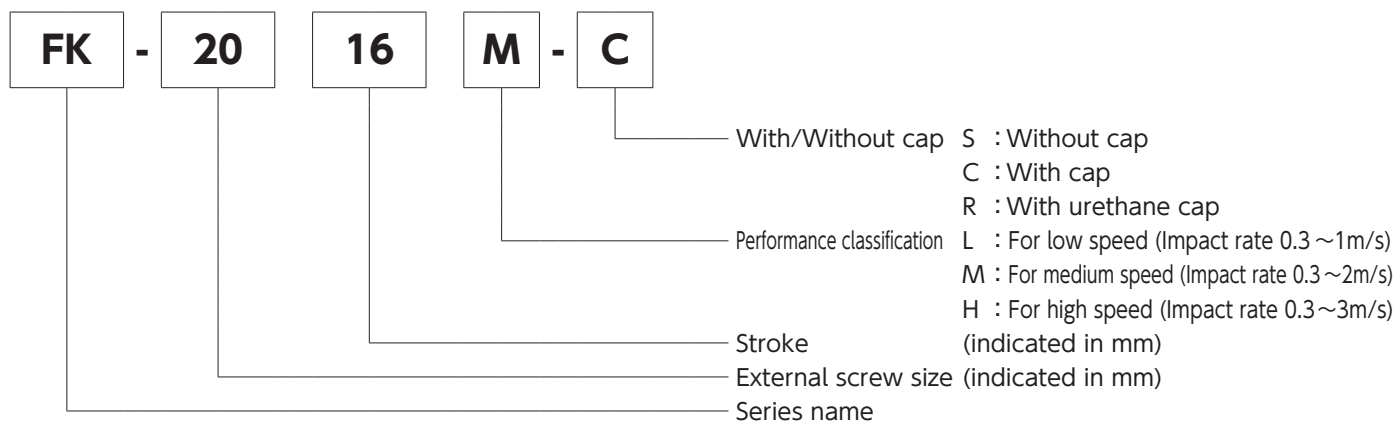 FK - 20 16 M - C
With/Without cap S : Without cap
C : With cap
R : With urethane cap
Performance classification L : For low speed (Impact rate 0.3～1m/s)
M : For medium speed (Impact rate 0.3～2m/s)
H : For high speed (Impact rate 0.3～3m/s)
Stroke (indicated in mm)
External screw size (indicated in mm)
Series name